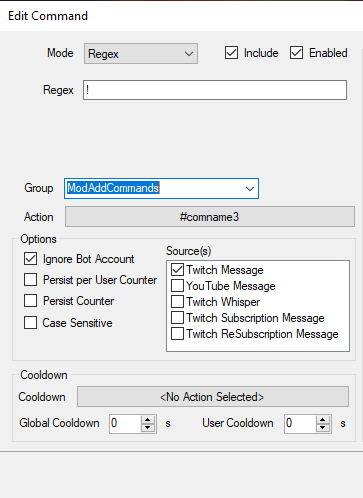 Edit Command
Mode Regex Include Enabled
Regex !
Group ModAddCommands
Action #comname3
Options
Ignore Bot Account
Persist per User Counter
Persist Counter
Case Sensitive
Source(s)
Twitch Message
YouTube Message
Twitch Whisper
Twitch Subscription Message
Twitch ReSubscription Message
Cooldown
Cooldown <No Action Selected>
Global Cooldown 0 s User Cooldown 0 s